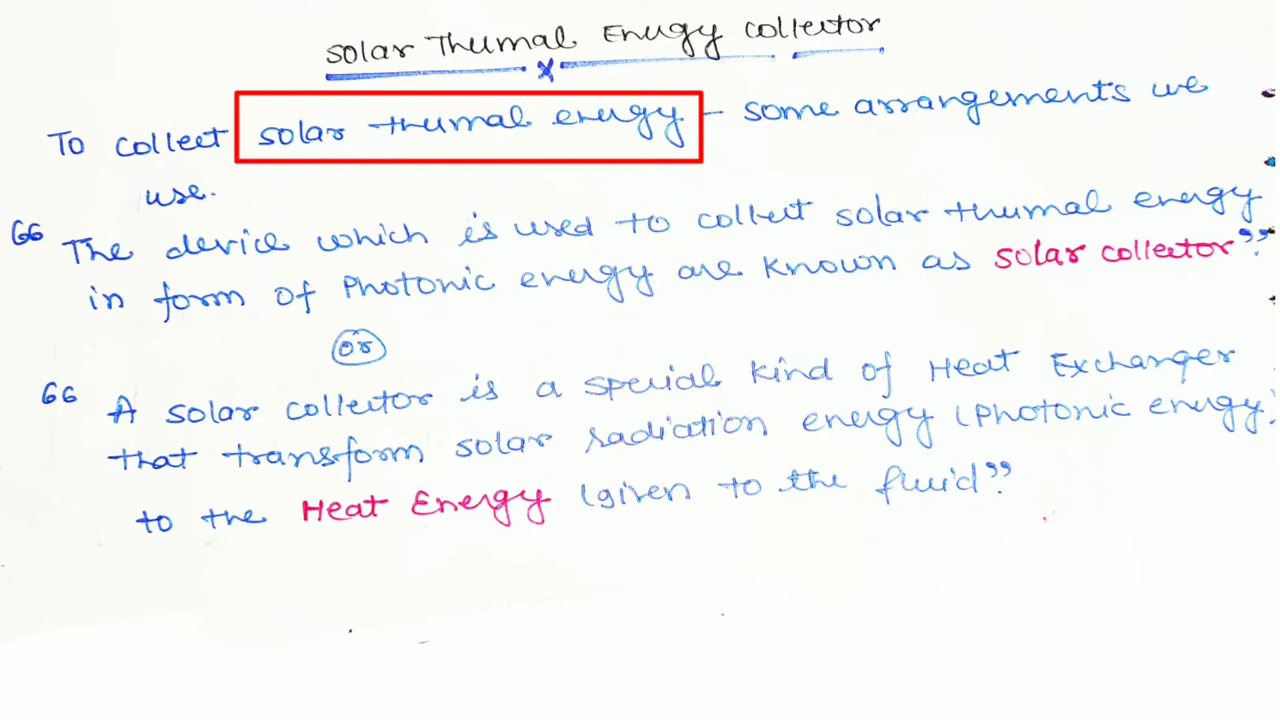 Solar Thermal Energy Collector
To collect solar thermal energy - some arrangements we
use.
"The device which is used to collect solar thermal energy
in form of Photonic energy are known as solar collector".
or
"A solar collector is a special kind of Heat Exchanger
that transform solar radiation energy (Photonic energy)
to the Heat Energy (given to the fluid".